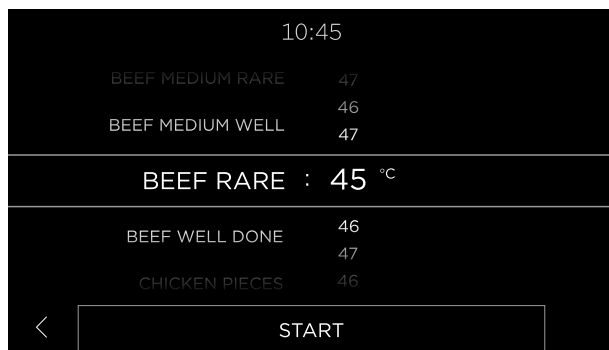 10:45
BEEF MEDIUM RARE 47
46
BEEF MEDIUM WELL
47
BEEF RARE : 45 °C
46
BEEF WELL DONE
47
CHICKEN PIECES 46
START